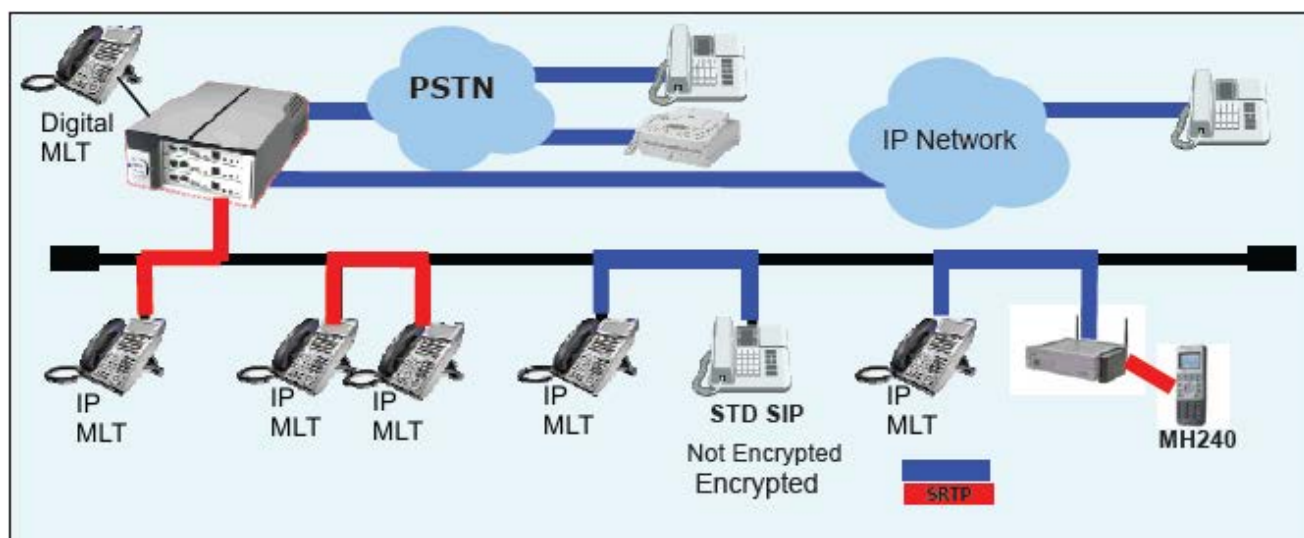 PSTN
IP Network
Digital
MLT
IP
MLT
IP
MLT
IP
MLT
IP
MLT
STD SIP
IP
MLT
MH240
Not Encrypted
Encrypted
SRTP